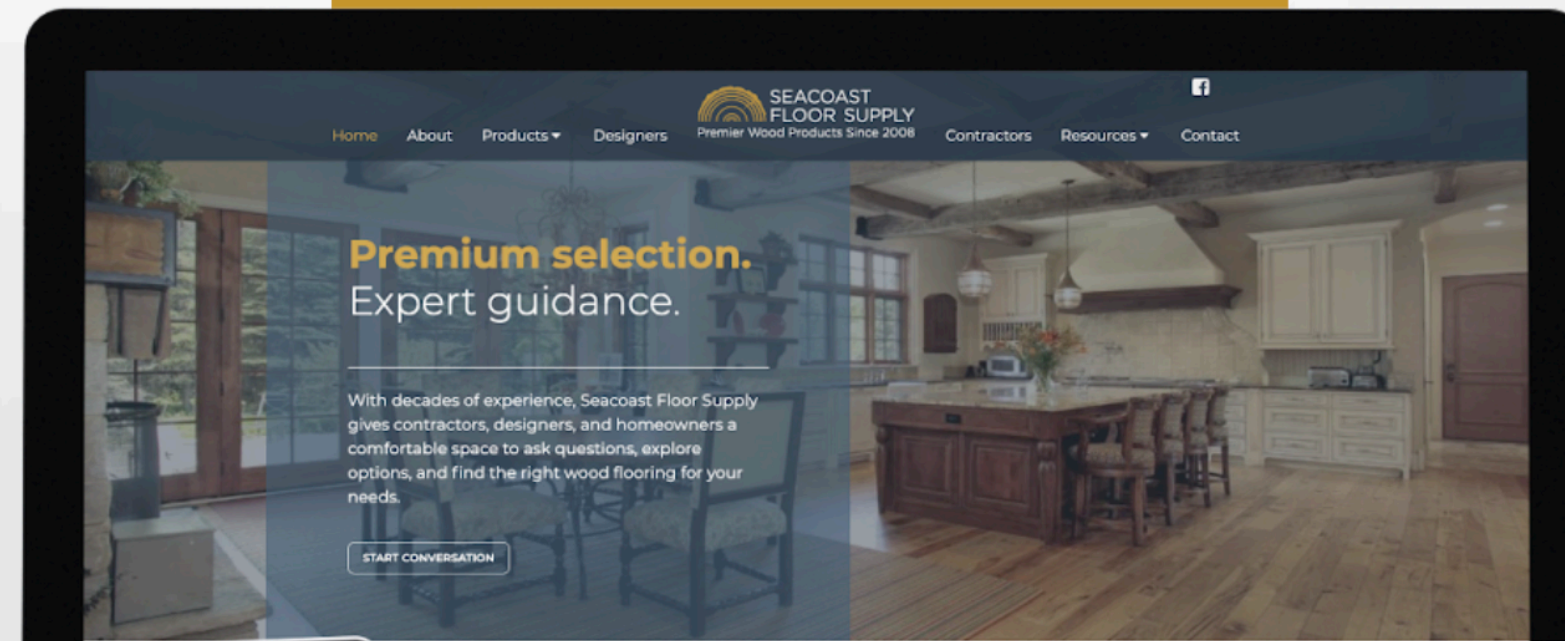 SEACOAST
FLOOR SUPPLY
Premier Wood Products Since 2008
Home About Products Designers Contractors Resources Contact
Premium selection.
Expert guidance.
With decades of experience, Seacoast Floor Supply
gives contractors, designers, and homeowners a
comfortable space to ask questions, explore
options, and find the right wood flooring for your
needs.
START CONVERSATION